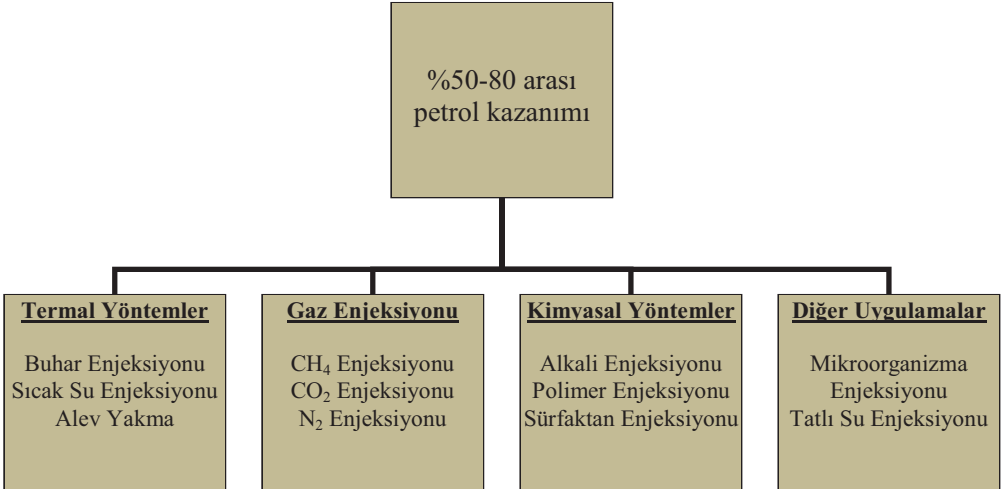 %50-80 arası
petrol kazanımı
Termal Yöntemler
Buhar Enjeksiyonu
Sıcak Su Enjeksiyonu
Alev Yakma
Gaz Enjeksiyonu
CH₄ Enjeksiyonu
CO₂ Enjeksiyonu
N₂ Enjeksiyonu
Kimyasal Yöntemler
Alkali Enjeksiyonu
Polimer Enjeksiyonu
Sürfaktan Enjeksiyonu
Diğer Uygulamalar
Mikroorganizma
Enjeksiyonu
Tatlı Su Enjeksiyonu